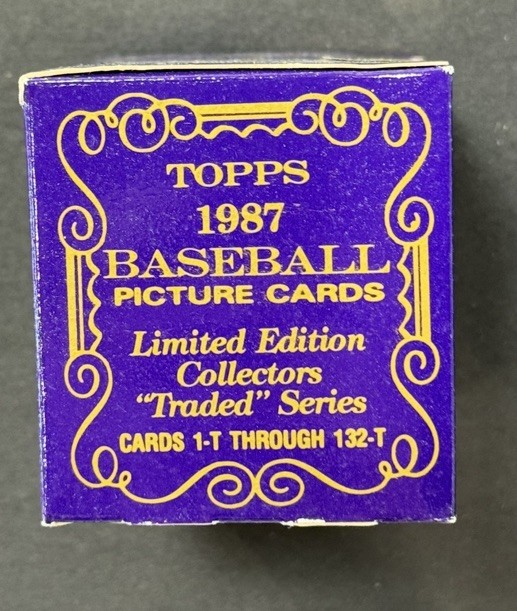 TOPPS
1987
BASEBALL
PICTURE CARDS
Limited Edition
Collectors
“Traded” Series
CARDS 1-T THROUGH 132-T